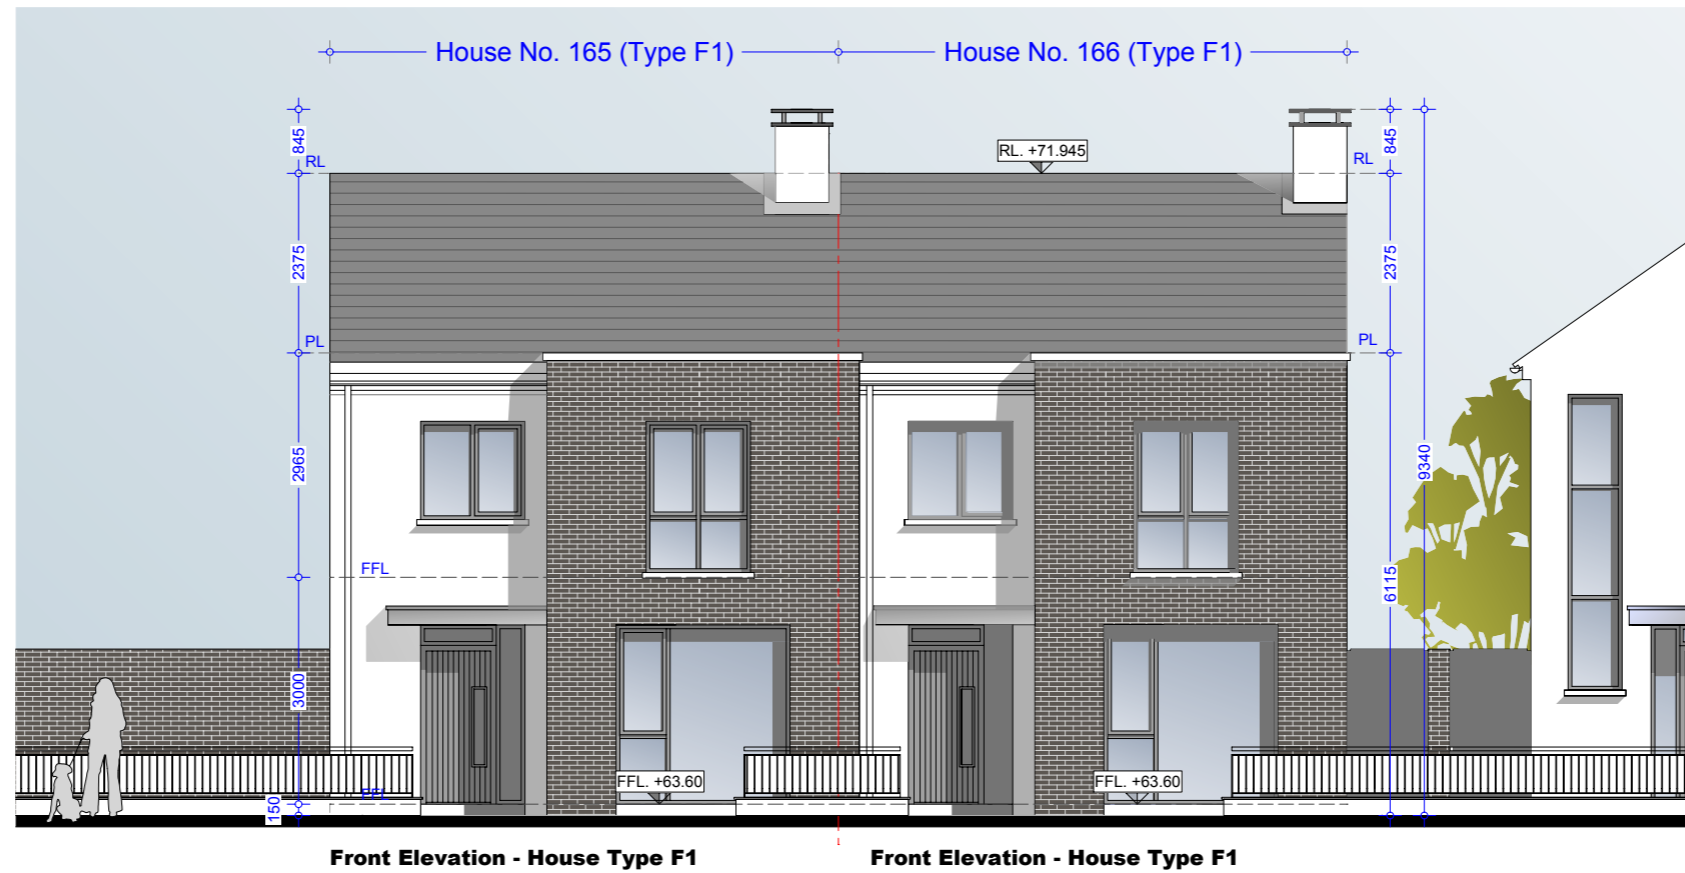 House No. 165 (Type F1)
House No. 166 (Type F1)
845
RL
RL. +71.945
RL
845
2375
2375
PL
PL
2965
9340
FFL
6115
3000
FFL. +63.60
FFL. +63.60
FFL
150
Front Elevation - House Type F1
Front Elevation - House Type F1